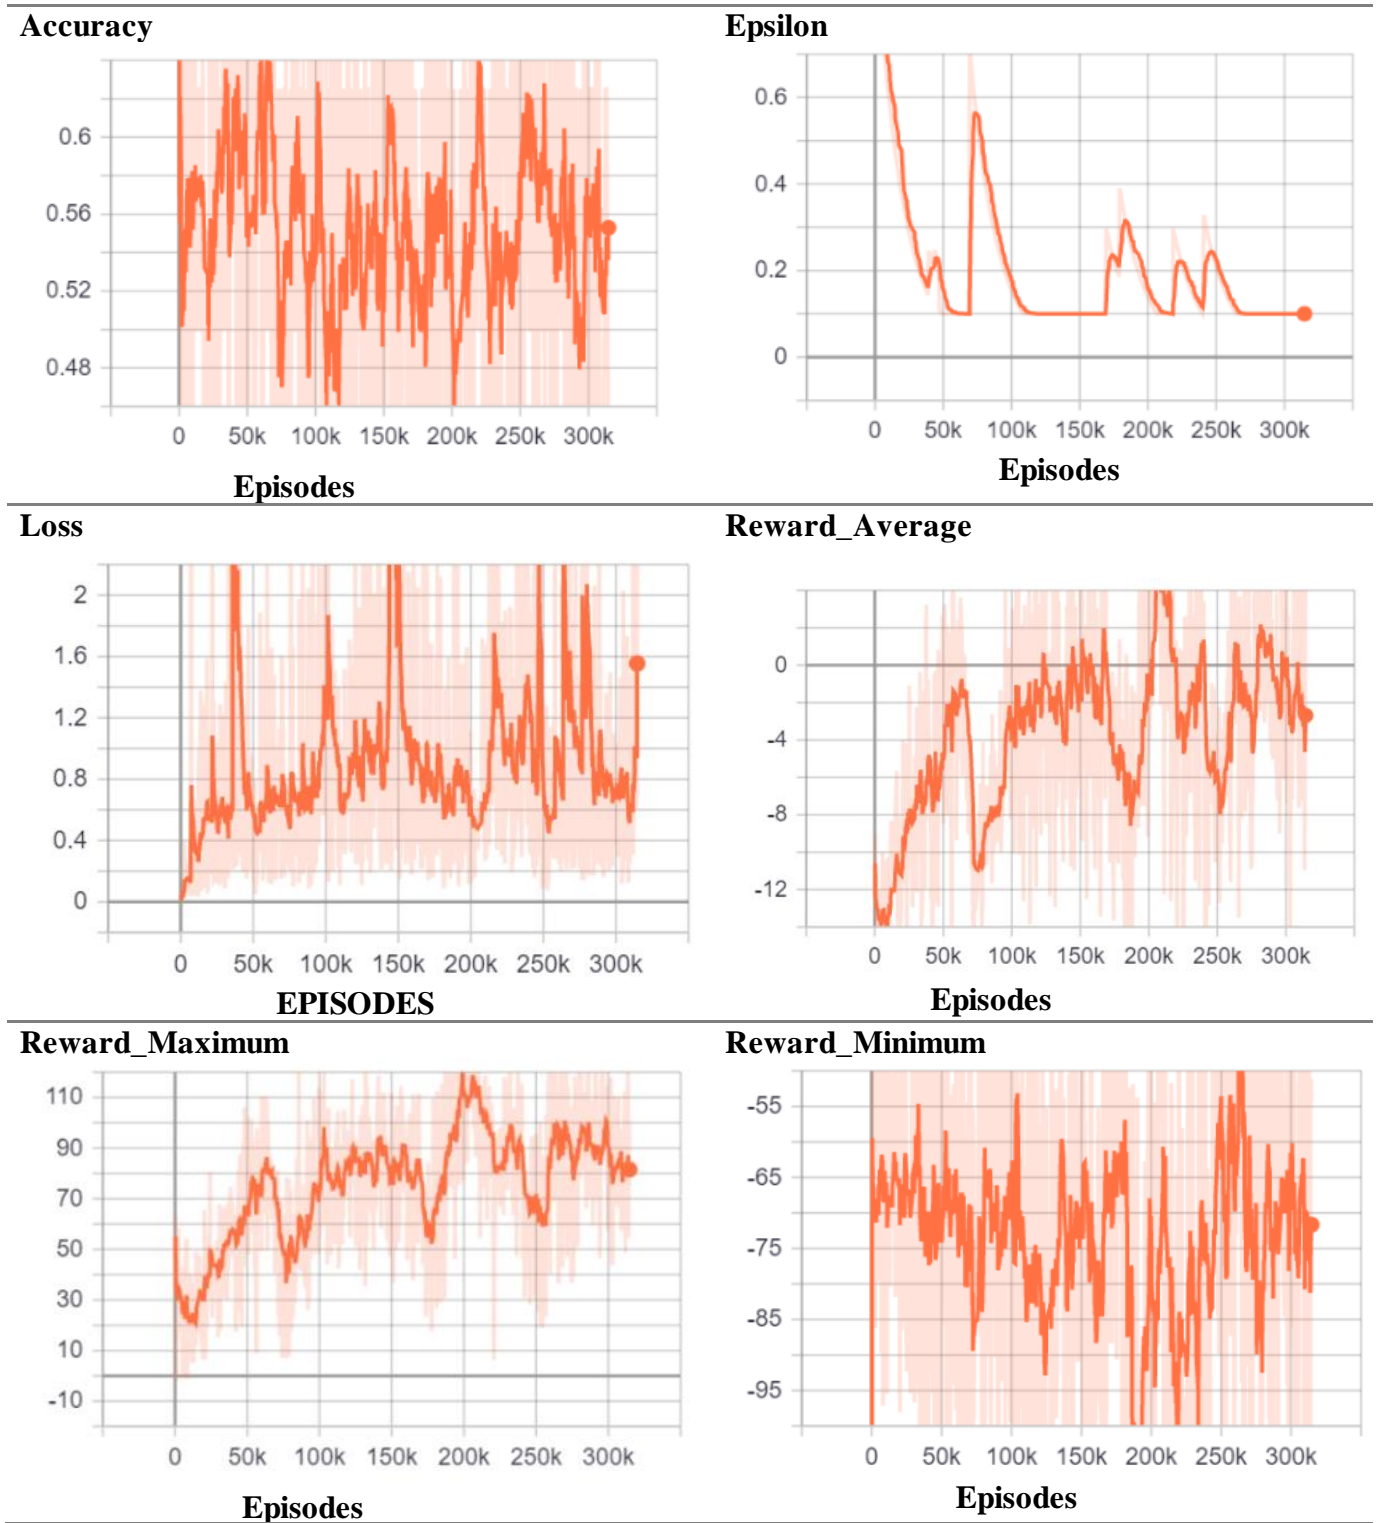 Accuracy
0.6
0.56
0.52
0.48
0 50k 100k 150k 200k 250k 300k
Episodes
Epsilon
0.6
0.4
0.2
0
0 50k 100k 150k 200k 250k 300k
Episodes
Loss
2
1.6
1.2
0.8
0.4
0
0 50k 100k 150k 200k 250k 300k
EPISODES
Reward_Average
0
-4
-8
-12
0 50k 100k 150k 200k 250k 300k
Episodes
Reward_Maximum
110
90
70
50
30
10
-10
0 50k 100k 150k 200k 250k 300k
Episodes
Reward_Minimum
-55
-65
-75
-85
-95
0 50k 100k 150k 200k 250k 300k
Episodes